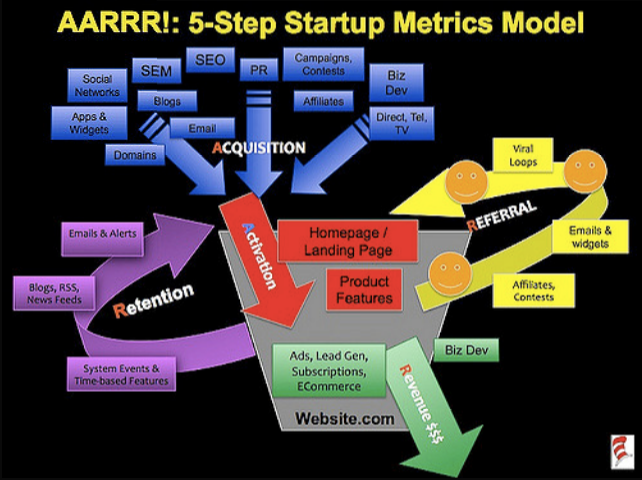 AARRR!: 5-Step Startup Metrics Model
SEO
SEM
PR
Campaigns,
Contests
Biz
Dev
Social
Networks
Blogs
Affiliates
Apps &
Widgets
Email
Direct, Tel,
TV
Domains
ACQUISITION
Viral
Loops
REFERRAL
Emails &
widgets
Affiliates,
Contests
Emails & Alerts
Blogs, RSS,
News Feeds
Retention
System Events &
Time-based Features
Activation
Homepage /
Landing Page
Product
Features
Ads, Lead Gen,
Subscriptions,
ECommerce
Biz Dev
Revenue $$$
Website.com